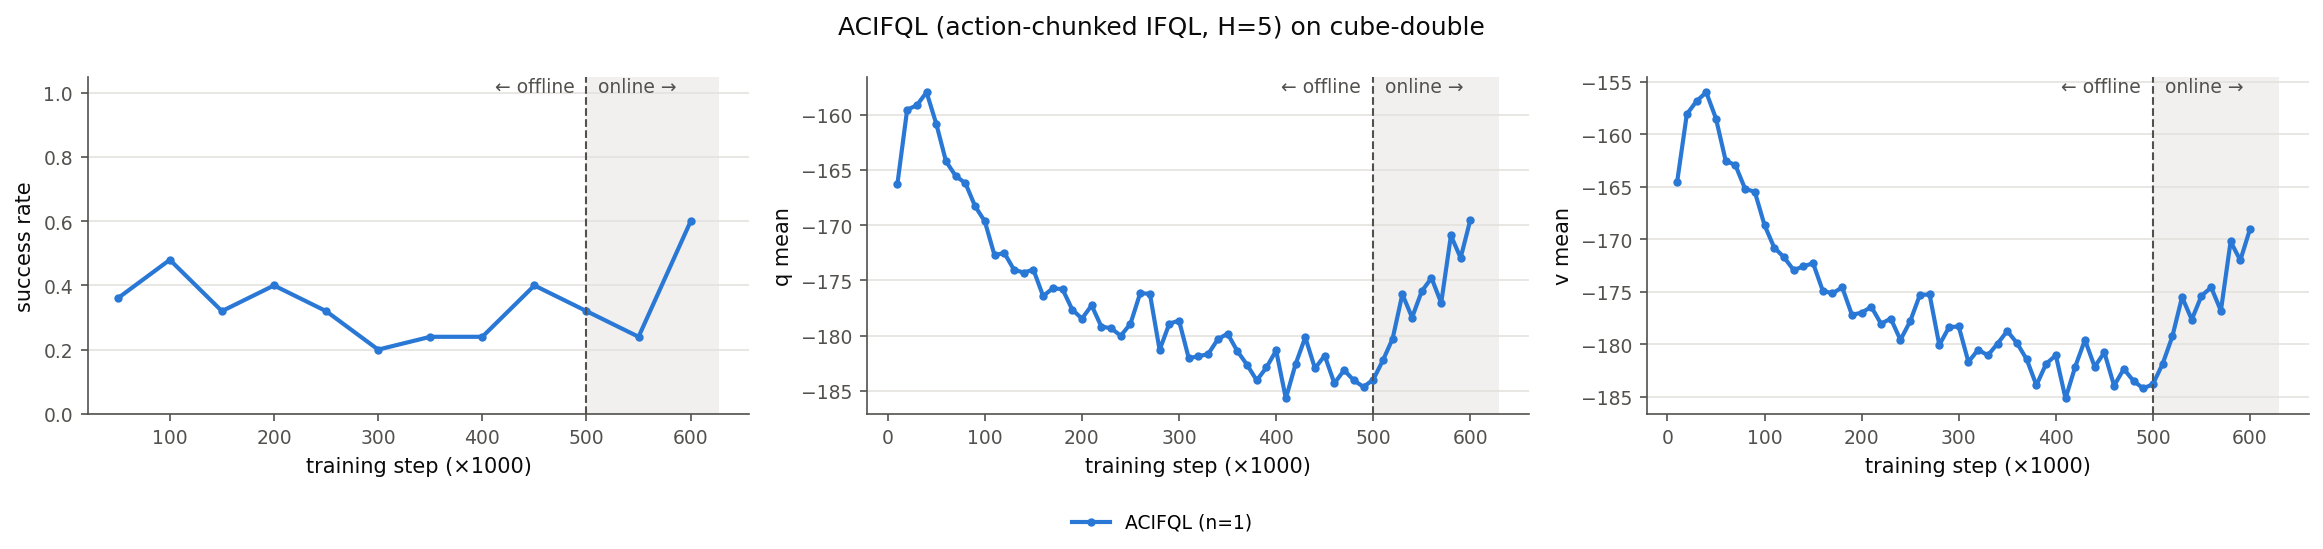 ACIFQL (action-chunked IFQL, H=5) on cube-double
← offline online →
1.0
0.8
0.6
0.4
0.2
0.0
success rate
100 200 300 400 500 600
training step (×1000)
← offline online →
−160
−165
−170
−175
−180
−185
q mean
0 100 200 300 400 500 600
training step (×1000)
← offline online →
−155
−160
−165
−170
−175
−180
−185
v mean
0 100 200 300 400 500 600
training step (×1000)
ACIFQL (n=1)